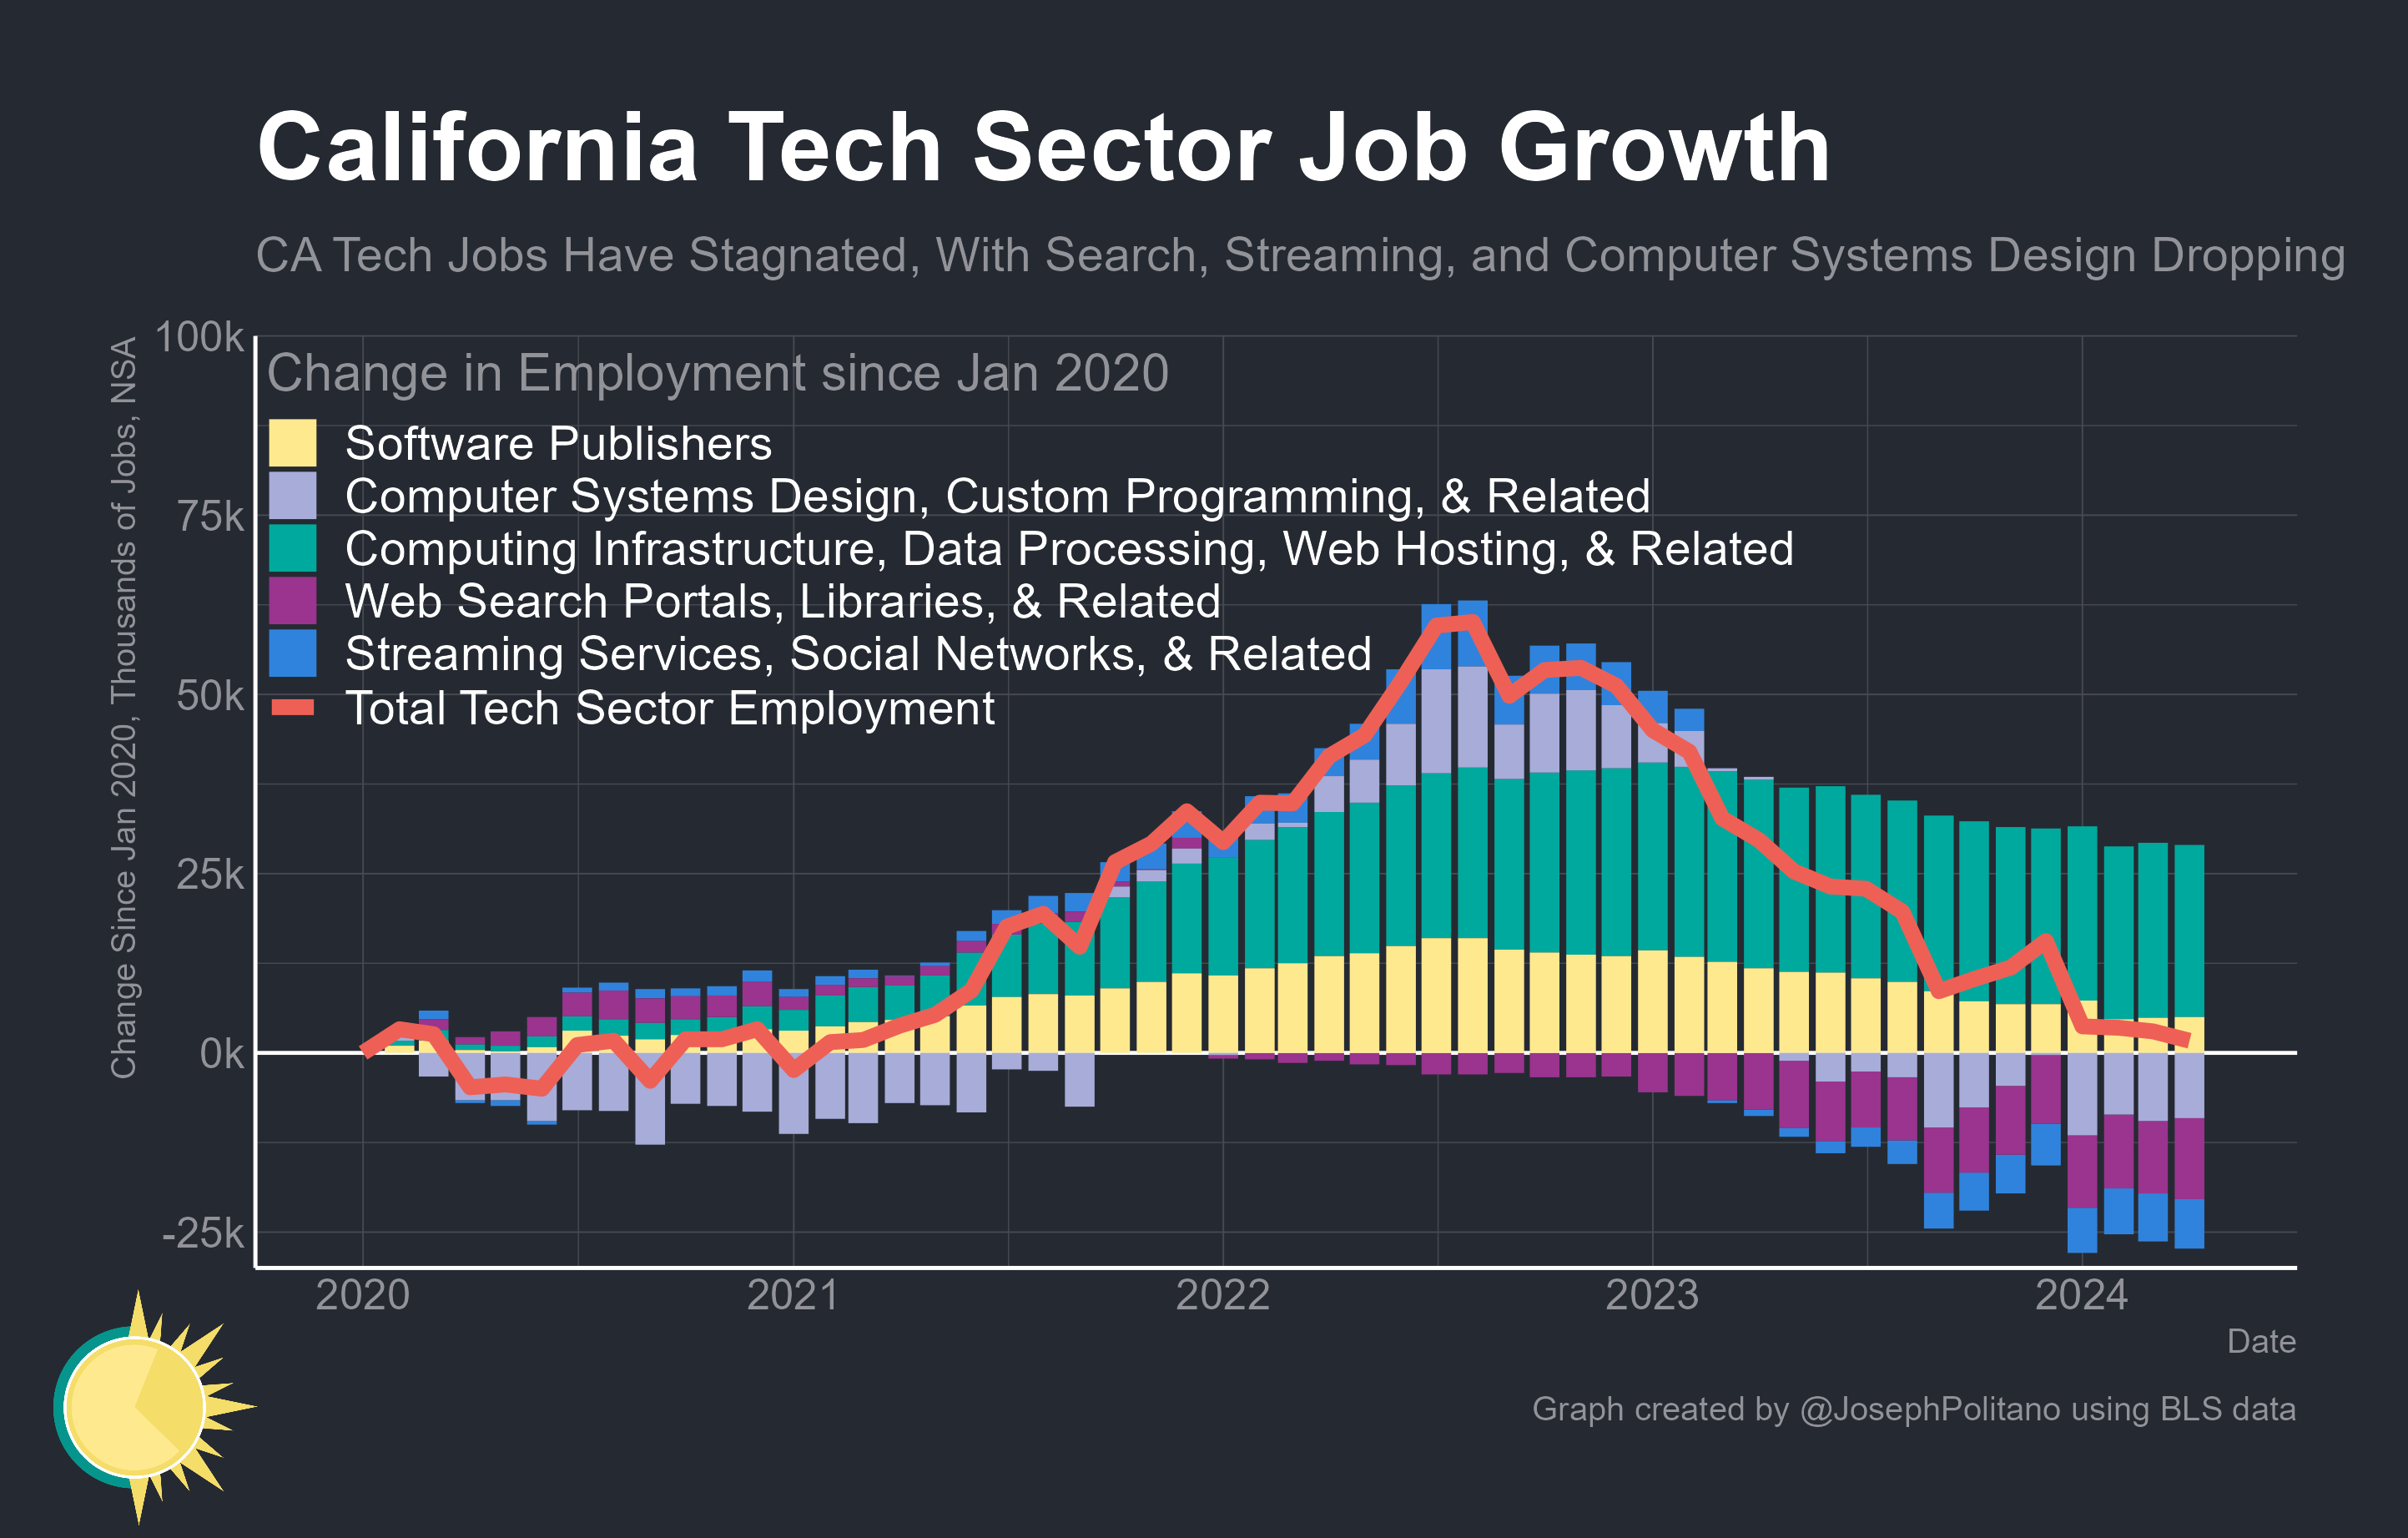 California Tech Sector Job Growth
CA Tech Jobs Have Stagnated, With Search, Streaming, and Computer Systems Design Dropping
Change Since Jan 2020, Thousands of Jobs, NSA
100k
75k
50k
25k
0k
-25k
Change in Employment since Jan 2020
Software Publishers
Computer Systems Design, Custom Programming, & Related
Computing Infrastructure, Data Processing, Web Hosting, & Related
Web Search Portals, Libraries, & Related
Streaming Services, Social Networks, & Related
Total Tech Sector Employment
2020 2021 2022 2023 2024
Date
Graph created by @JosephPolitano using BLS data